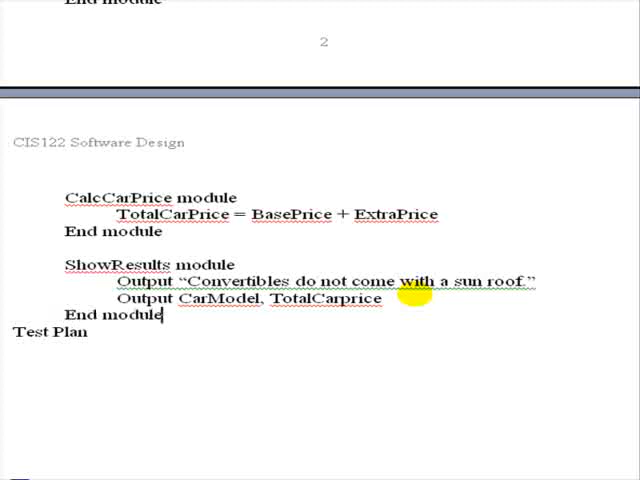 End module
2
CIS122 Software Design
CalcCarPrice module
TotalCarPrice = BasePrice + ExtraPrice
End module
ShowResults module
Output “Convertibles do not come with a sun roof.”
Output CarModel, TotalCarprice
End module
Test Plan